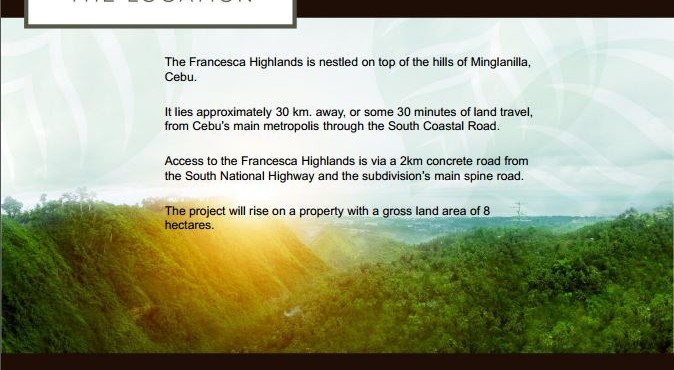 THE LOCATION
The Francesca Highlands is nestled on top of the hills of Minglanilla,
Cebu.
It lies approximately 30 km. away, or some 30 minutes of land travel,
from Cebu's main metropolis through the South Coastal Road.
Access to the Francesca Highlands is via a 2km concrete road from
the South National Highway and the subdivision's main spine road.
The project will rise on a property with a gross land area of 8
hectares.